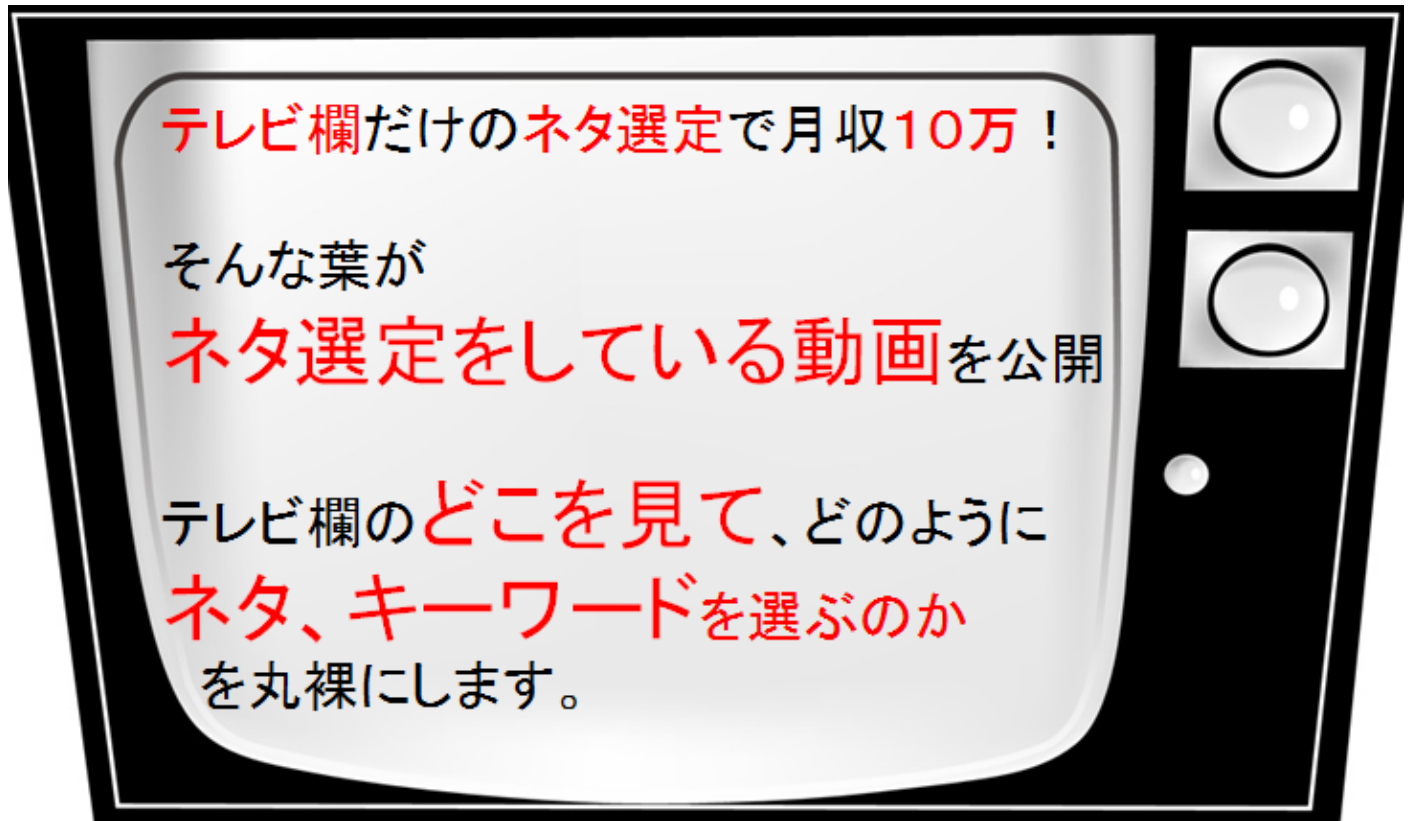 テレビ欄だけのネタ選定で月収１０万！
そんな葉が
ネタ選定をしている動画を公開
テレビ欄のどこを見て、どのように
ネタ、キーワードを選ぶのか
を丸裸にします。